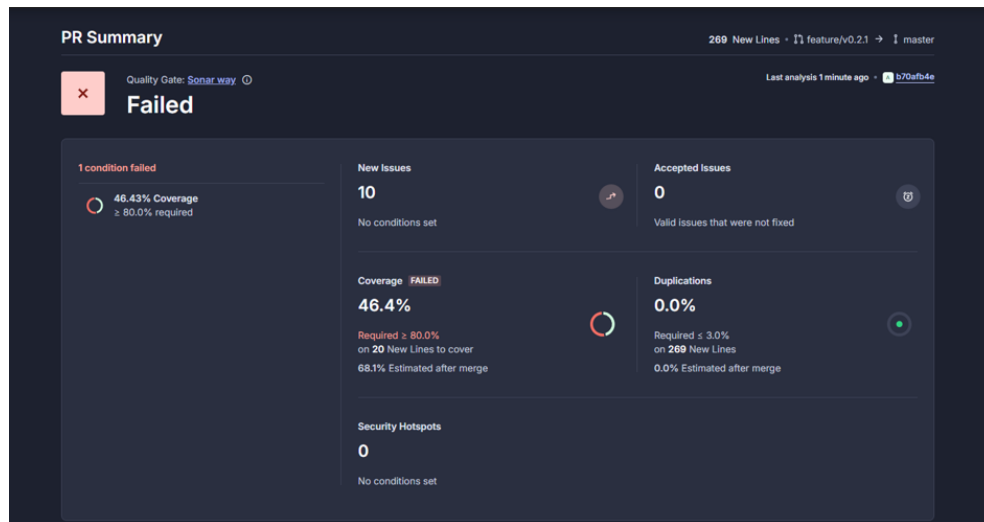 PR Summary
269 New Lines • feature/v0.2.1 → master
Quality Gate: Sonar way
Failed
Last analysis 1 minute ago • A b70afb4e
1 condition failed
46.43% Coverage
≥ 80.0% required
New Issues
10
No conditions set
Accepted Issues
0
Valid issues that were not fixed
Coverage FAILED
46.4%
Required ≥ 80.0%
on 20 New Lines to cover
68.1% Estimated after merge
Duplications
0.0%
Required ≤ 3.0%
on 269 New Lines
0.0% Estimated after merge
Security Hotspots
0
No conditions set